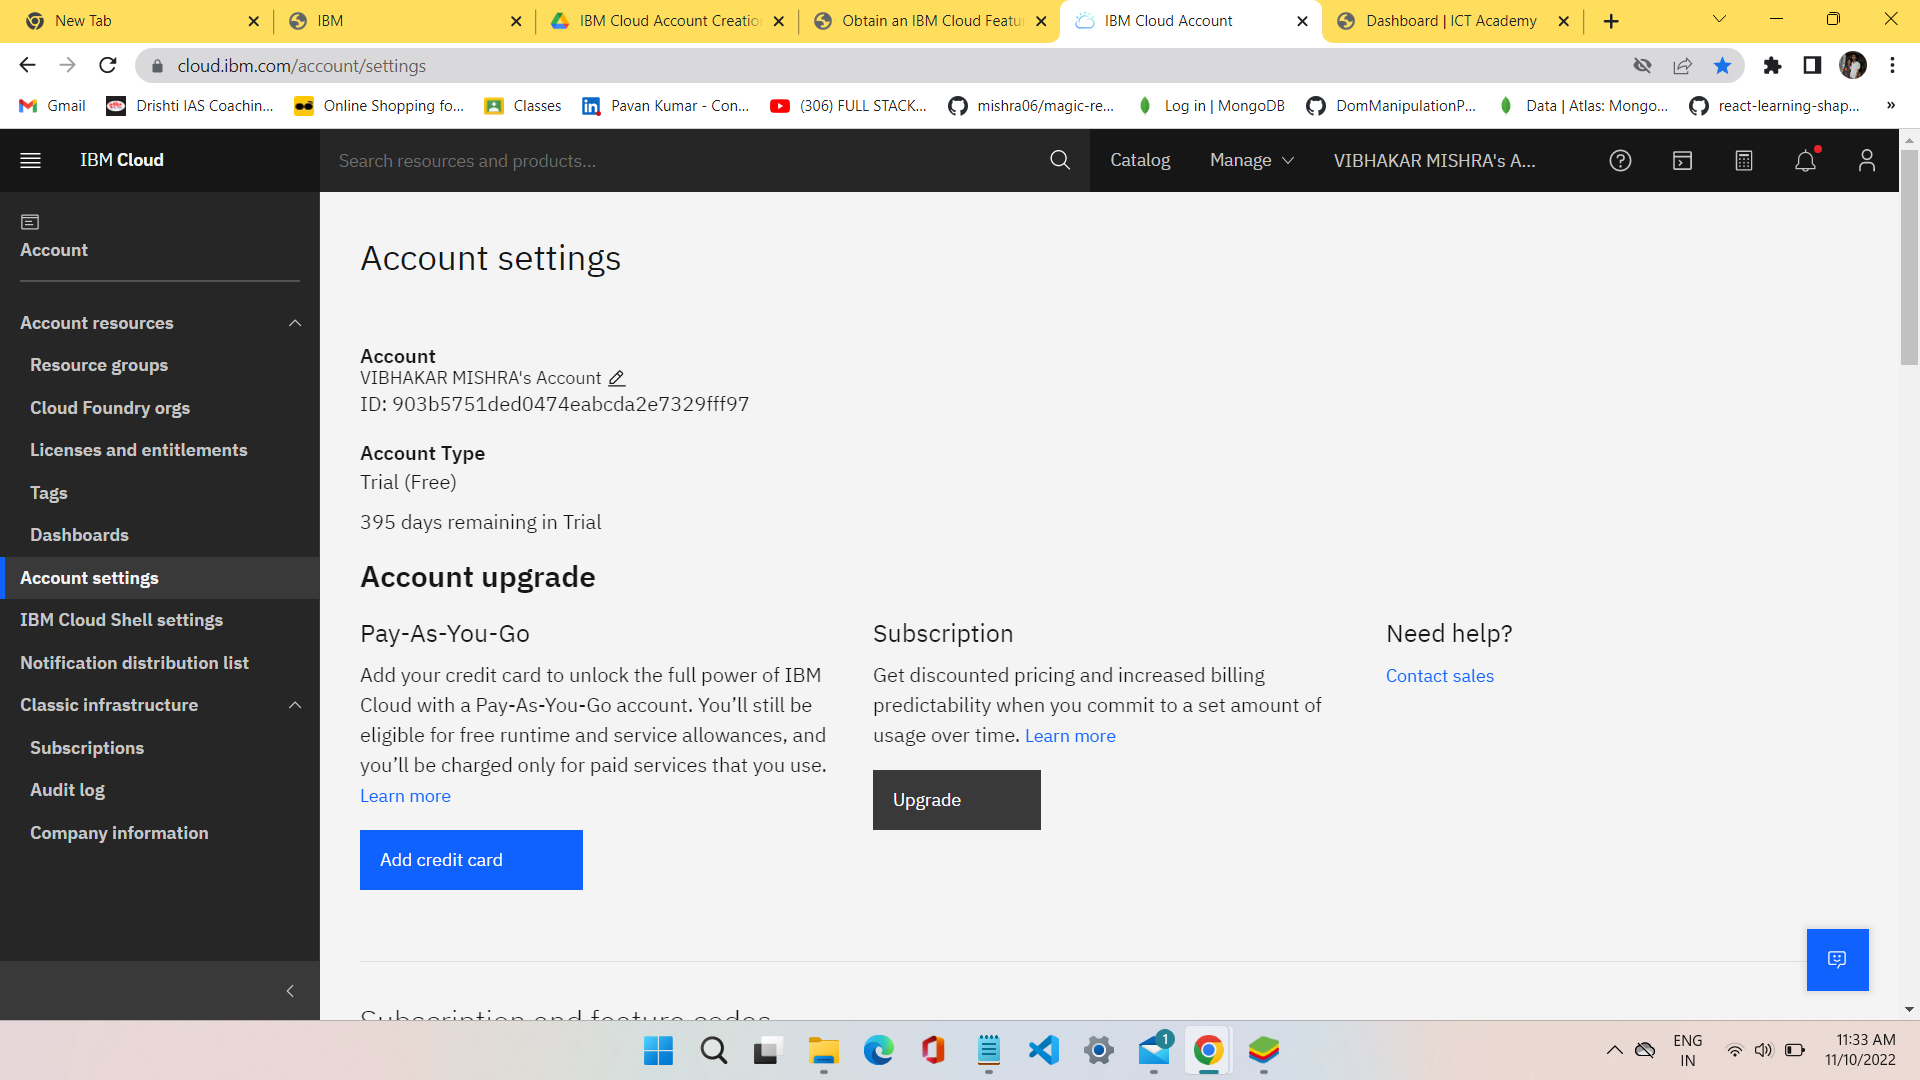 New Tab
IBM
IBM Cloud Account Creatio
Obtain an IBM Cloud Featu
IBM Cloud Account
Dashboard | ICT Academy
cloud.ibm.com/account/settings
Gmail
Drishti IAS Coachin...
Online Shopping fo...
Classes
Pavan Kumar - Con...
(306) FULL STACK...
mishra06/magic-re...
Log in | MongoDB
DomManipulationP...
Data | Atlas: Mongo...
react-learning-shap...
»
IBM Cloud
Search resources and products...
Catalog
Manage
VIBHAKAR MISHRA's A...
Account
Account resources
Resource groups
Cloud Foundry orgs
Licenses and entitlements
Tags
Dashboards
Account settings
IBM Cloud Shell settings
Notification distribution list
Classic infrastructure
Subscriptions
Audit log
Company information
Account settings
Account
VIBHAKAR MISHRA's Account
ID: 903b5751ded0474eabcda2e7329fff97
Account Type
Trial (Free)
395 days remaining in Trial
Account upgrade
Pay-As-You-Go
Add your credit card to unlock the full power of IBM
Cloud with a Pay-As-You-Go account. You’ll still be
eligible for free runtime and service allowances, and
you’ll be charged only for paid services that you use.
Learn more
Add credit card
Subscription
Get discounted pricing and increased billing
predictability when you commit to a set amount of
usage over time. Learn more
Upgrade
Need help?
Contact sales
Subscription and feature codes
1
ENG
IN
11:33 AM
11/10/2022